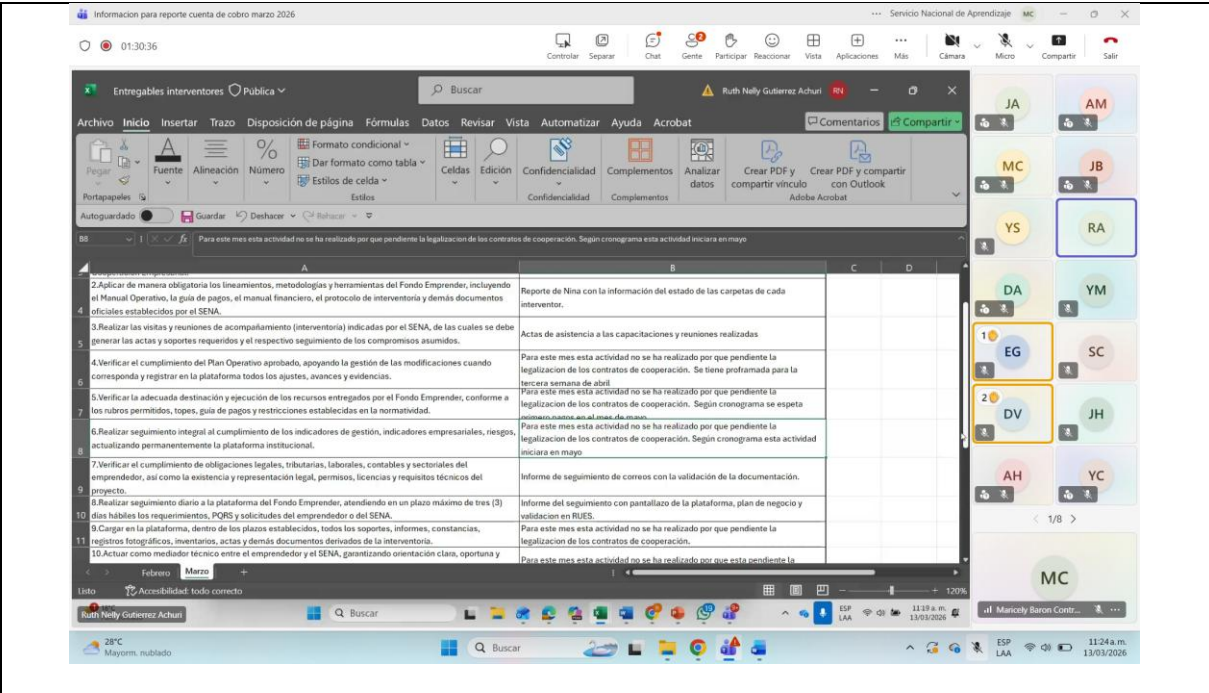 Informacion para reporte cuenta de cobro marzo 2026
Servicio Nacional de Aprendizaje MC
01:30:36
Controlar Separar Chat Gente Participar Reaccionar Vista Aplicaciones Más Cámara Micro Compartir Salir
2
Entregables interventores Pública
Buscar
Ruth Nelly Gutierrez Achuri RN
Archivo Inicio Insertar Trazo Disposición de página Fórmulas Datos Revisar Vista Automatizar Ayuda Acrobat
Comentarios Compartir
Pegar
Fuente Alineación Número
Formato condicional
Dar formato como tabla
Estilos de celda
Celdas Edición Confidencialidad Complementos Analizar datos
Crear PDF y compartir vínculo
Crear PDF y compartir con Outlook
Portapapeles Estilos Confidencialidad Complementos Adobe Acrobat
Autoguardado Guardar Deshacer Rehacer
B8 fx Para este mes esta actividad no se ha realizado por que pendiente la legalizacion de los contratos de cooperación. Según cronograma esta actividad iniciara en mayo
A B C D
4
2.Aplicar de manera obligatoria los lineamientos, metodologías y herramientas del Fondo Emprender, incluyendo
el Manual Operativo, la guía de pagos, el manual financiero, el protocolo de interventoría y demás documentos
oficiales establecidos por el SENA.
Reporte de Nina con la información del estado de las carpetas de cada
interventor.
5
3.Realizar las visitas y reuniones de acompañamiento (interventoría) indicadas por el SENA, de las cuales se debe
generar las actas y soportes requeridos y el respectivo seguimiento de los compromisos asumidos.
Actas de asistencia a las capacitaciones y reuniones realizadas
6
4.Verificar el cumplimiento del Plan Operativo aprobado, apoyando la gestión de las modificaciones cuando
corresponda y registrar en la plataforma todos los ajustes, avances y evidencias.
Para este mes esta actividad no se ha realizado por que pendiente la
legalizacion de los contratos de cooperación. Se tiene proframada para la
tercera semana de abril
7
5.Verificar la adecuada destinación y ejecución de los recursos entregados por el Fondo Emprender, conforme a
los rubros permitidos, topes, guía de pagos y restricciones establecidas en la normatividad.
Para este mes esta actividad no se ha realizado por que pendiente la
legalizacion de los contratos de cooperación. Según cronograma se espeta
primero pagos en el mes de mayo
8
6.Realizar seguimiento integral al cumplimiento de los indicadores de gestión, indicadores empresariales, riesgos,
actualizando permanentemente la plataforma institucional.
Para este mes esta actividad no se ha realizado por que pendiente la
legalizacion de los contratos de cooperación. Según cronograma esta actividad
iniciara en mayo
9
7.Verificar el cumplimiento de obligaciones legales, tributarias, laborales, contables y sectoriales del
emprendedor, así como la existencia y representación legal, permisos, licencias y requisitos técnicos del
proyecto.
Informe de seguimiento de correos con la validación de la documentación.
10
8.Realizar seguimiento diario a la plataforma del Fondo Emprender, atendiendo en un plazo máximo de tres (3)
días hábiles los requerimientos, PQRS y solicitudes del emprendedor o del SENA.
Informe del seguimiento con pantallazo de la plataforma, plan de negocio y
validacion en RUES.
11
9.Cargar en la plataforma, dentro de los plazos establecidos, todos los soportes, informes, constancias,
registros fotográficos, inventarios, actas y demás documentos derivados de la interventoría.
Para este mes esta actividad no se ha realizado por que pendiente la
legalizacion de los contratos de cooperación.
10.Actuar como mediador técnico entre el emprendedor y el SENA, garantizando orientación clara, oportuna y
Para este mes esta actividad no se ha realizado por que esta pendiente la
Febrero Marzo
Listo Accesibilidad: todo correcto 120%
Ruth Nelly Gutierrez Achuri
Buscar
ESP
LAA
11:19 a. m.
13/03/2026
JA
AM
MC
JB
YS
RA
DA
YM
1
EG
SC
2
DV
JH
AH
YC
1/8
MC
Maricely Baron Contr...
28°C
Mayorm. nublado
Buscar
ESP
LAA
11:24 a.m.
13/03/2026